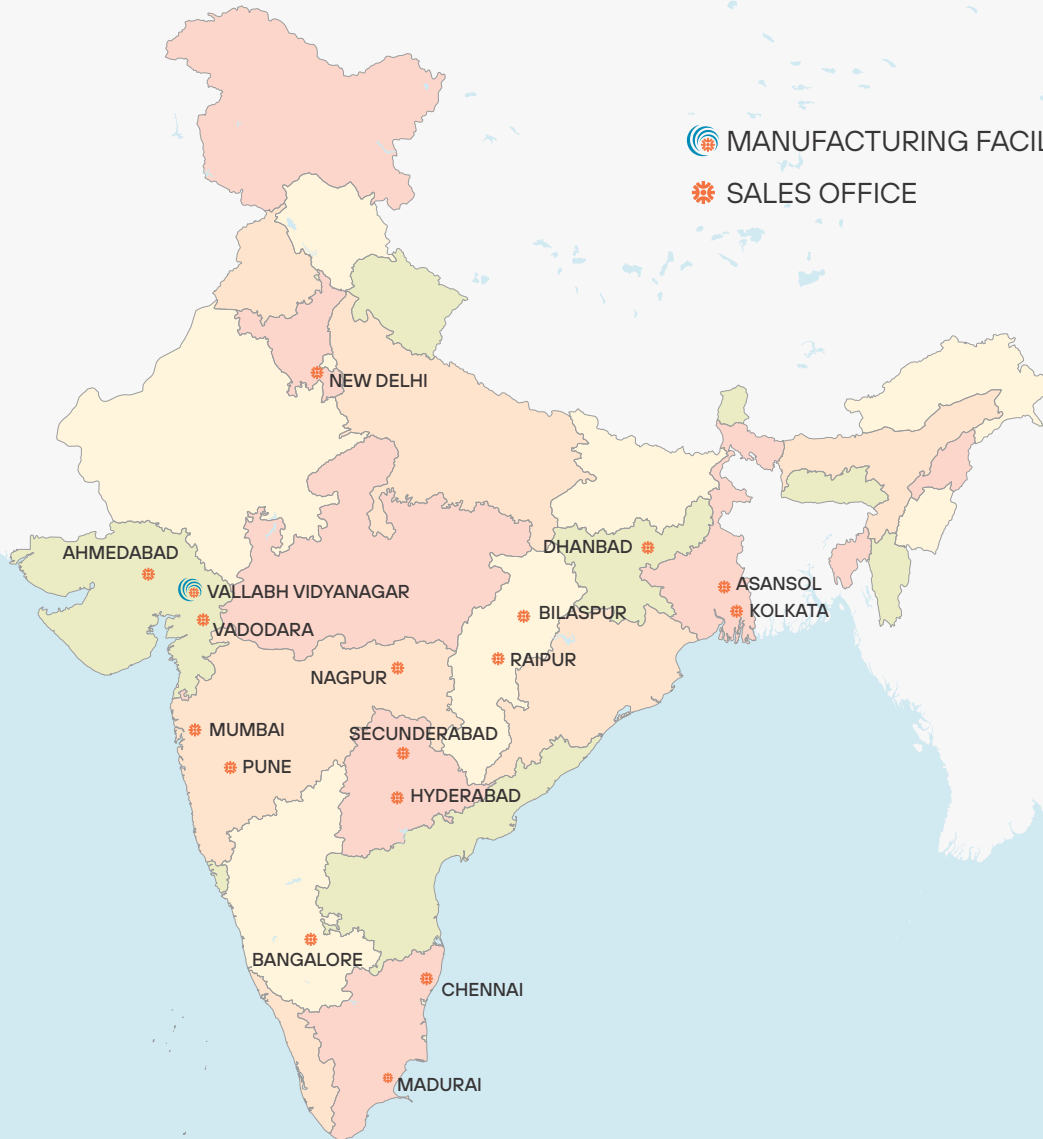 MANUFACTURING FACIL
SALES OFFICE
NEW DELHI
AHMEDABAD
DHANBAD
VALLABH VIDYANAGAR
ASANSOL
KOLKATA
BILASPUR
VADODARA
RAIPUR
NAGPUR
MUMBAI
SECUNDERABAD
PUNE
HYDERABAD
BANGALORE
CHENNAI
MADURAI